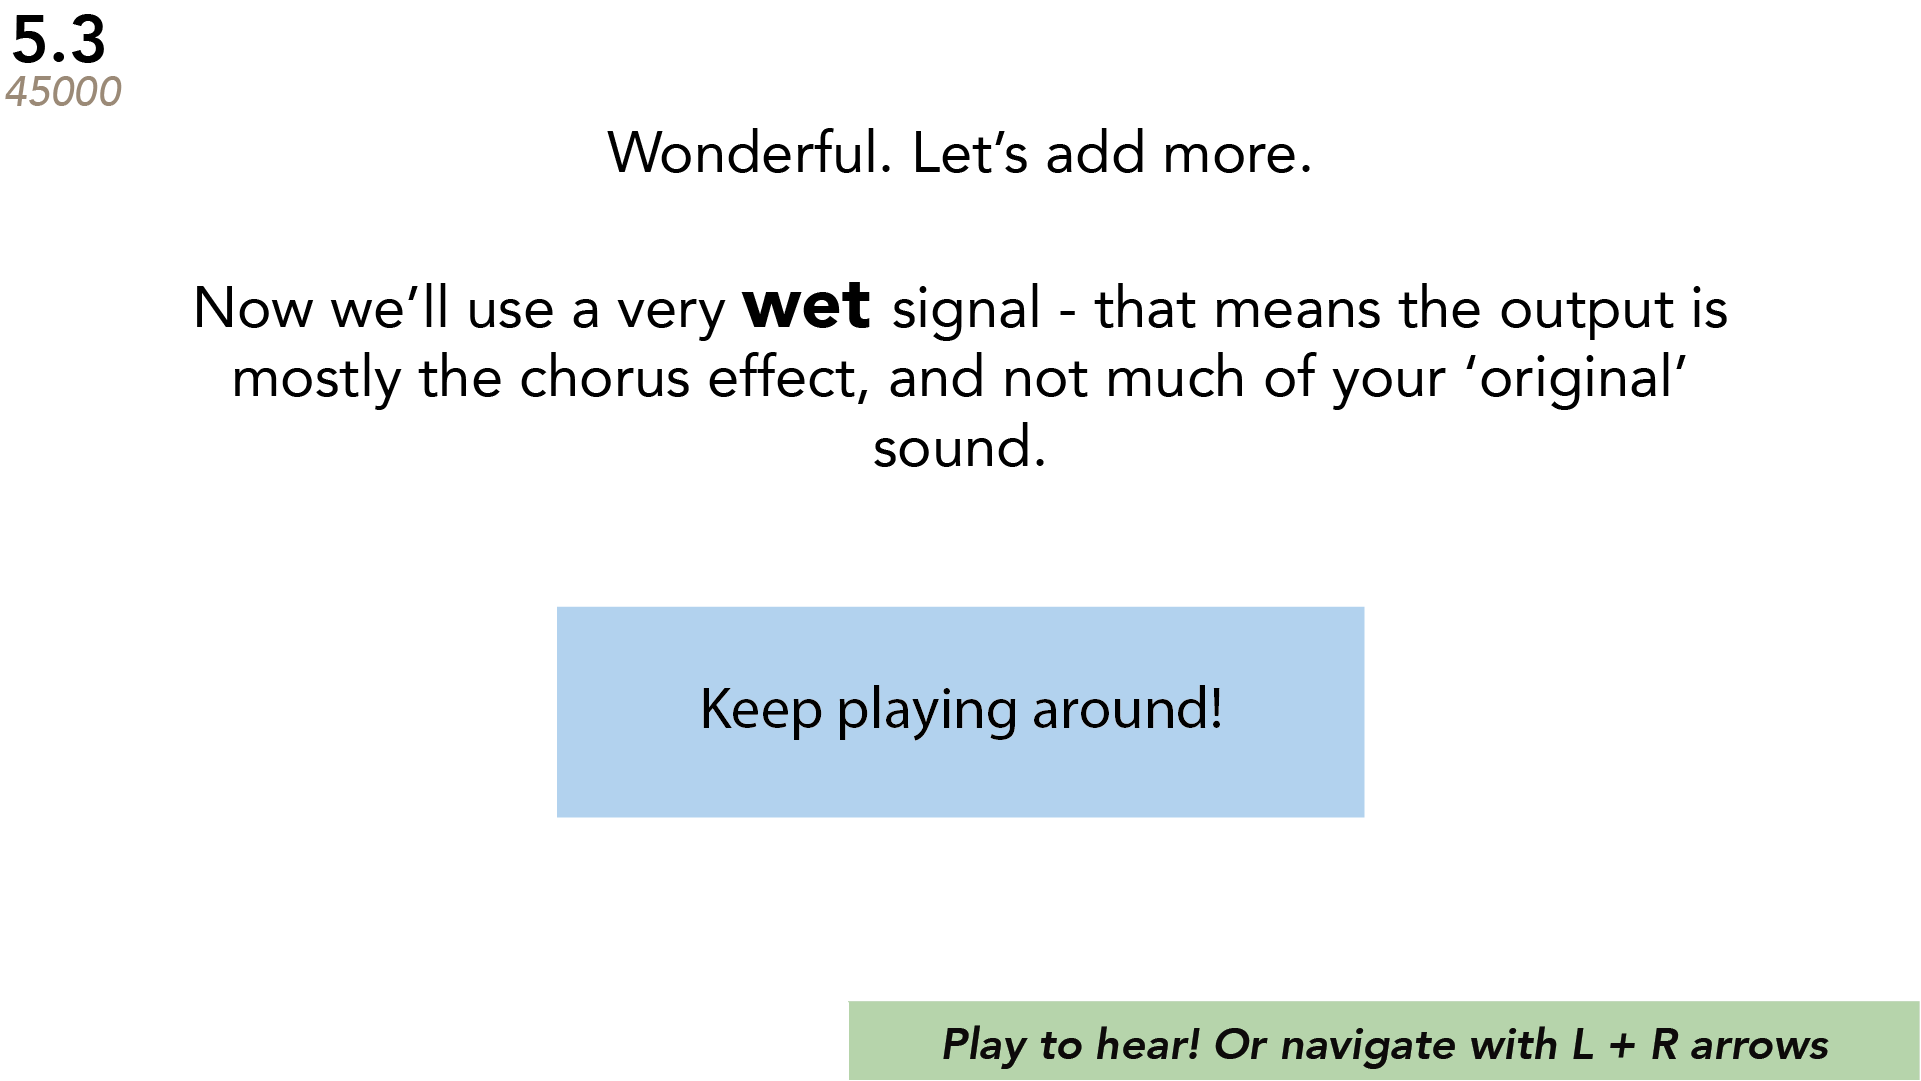 5.3
45000
Wonderful. Let’s add more.
Now we’ll use a very wet signal - that means the output is
mostly the chorus effect, and not much of your ‘original’
sound.
Keep playing around!
Play to hear! Or navigate with L + R arrows